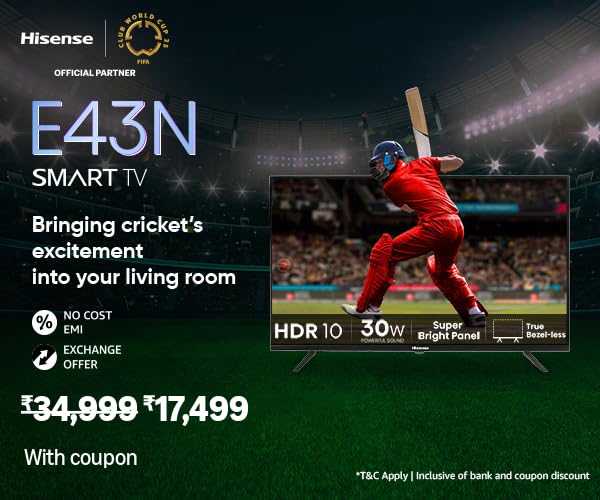 Hisense
CLUB WORLD CUP 25
FIFA
OFFICIAL PARTNER
E43N
SMART TV
Bringing cricket's
excitement
into your living room
% NO COST
EMI
EXCHANGE
OFFER
₹34,999 ₹17,499
With coupon
HDR 10
30W
POWERFUL SOUND
Super
Bright Panel
True
Bezel-less
Hisense
*T&C Apply | Inclusive of bank and coupon discount